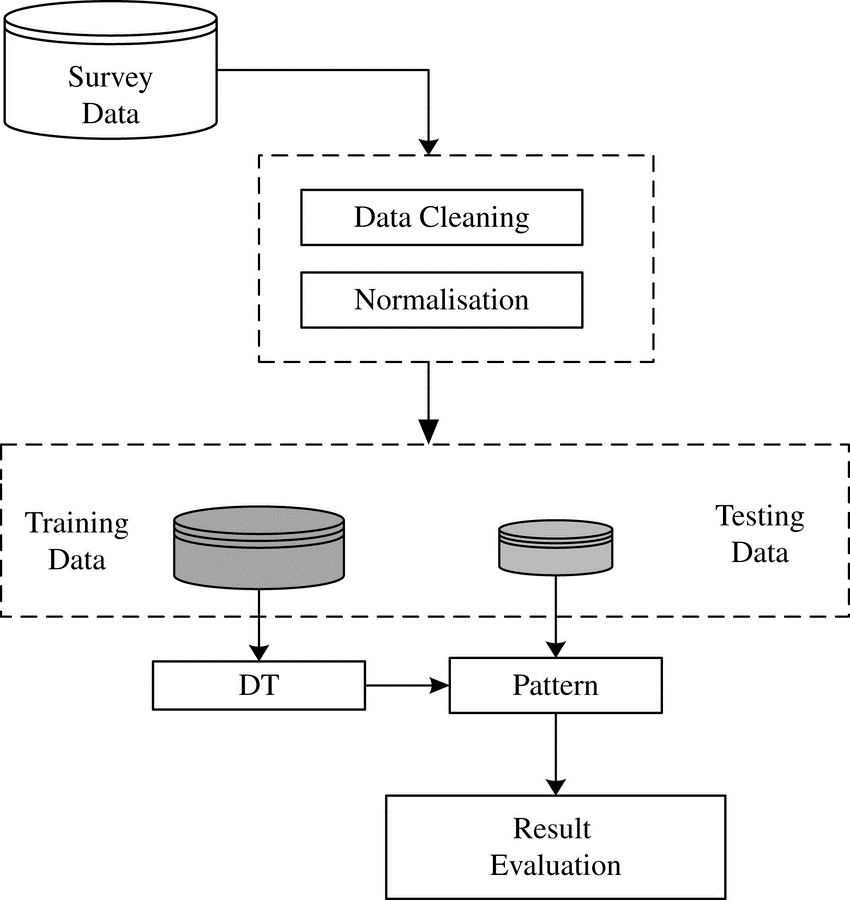 Survey
Data
Data Cleaning
Normalisation
Training
Data
Testing
Data
DT
Pattern
Result
Evaluation